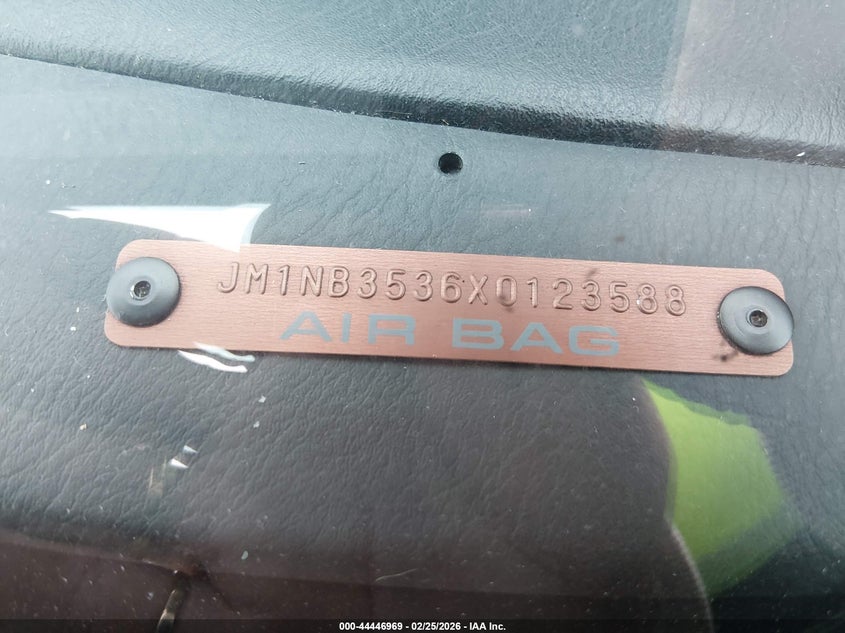 JM1NB3536X0123588
AIR BAG
000-44446969 - 02/25/2026 - IAA Inc.